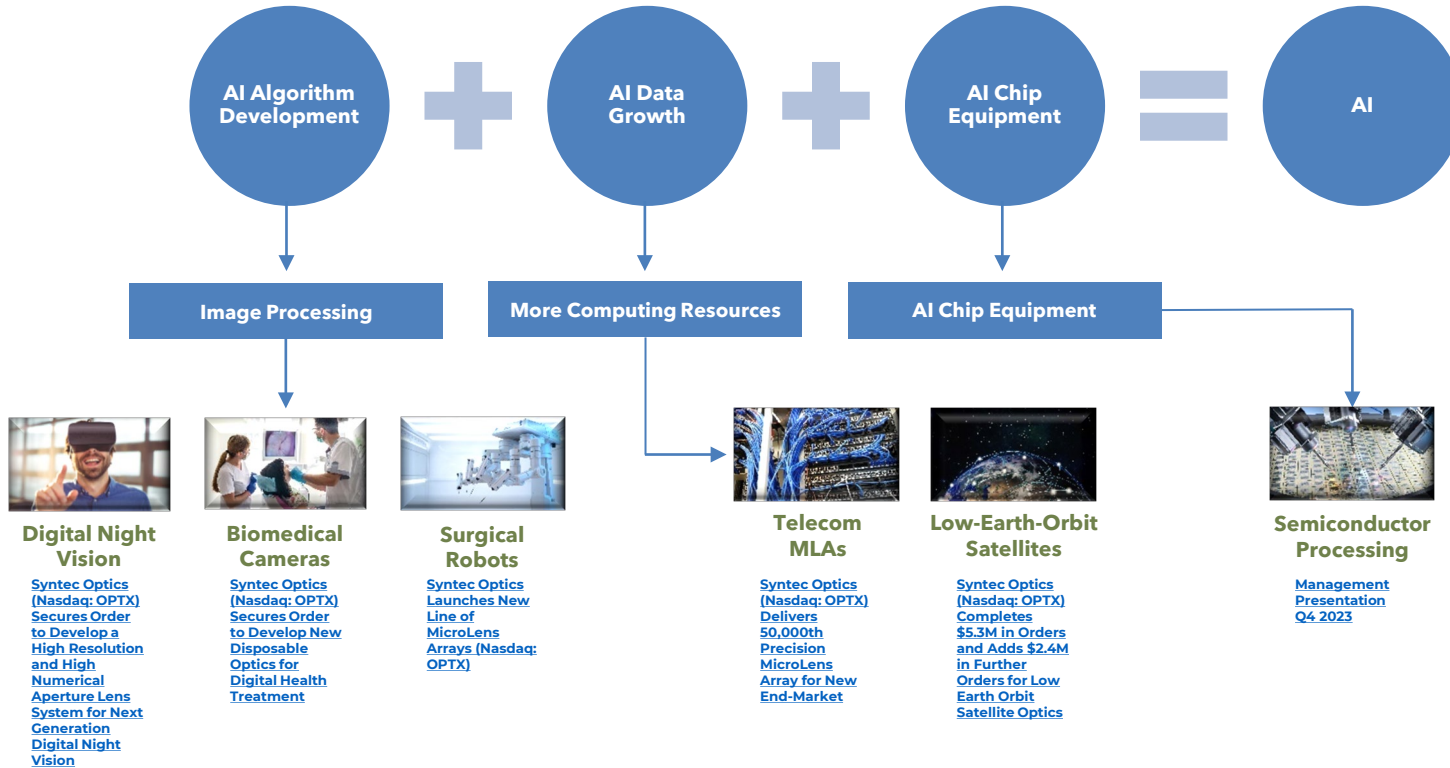 AI Algorithm
Development
AI Data
Growth
AI Chip
Equipment
AI
Image Processing
More Computing Resources
AI Chip Equipment
Digital Night
Vision
Syntec Optics
(Nasdaq: OPTX)
Secures Order
to Develop a
High Resolution
and High
Numerical
Aperture Lens
System for Next
Generation
Digital Night
Vision
Biomedical
Cameras
Syntec Optics
(Nasdaq: OPTX)
Secures Order
to Develop New
Disposable
Optics for
Digital Health
Treatment
Surgical
Robots
Syntec Optics
Launches New
Line of
MicroLens
Arrays (Nasdaq:
OPTX)
Telecom
MLAs
Syntec Optics
(Nasdaq: OPTX)
Delivers
50,000th
Precision
MicroLens
Array for New
End-Market
Low-Earth-Orbit
Satellites
Syntec Optics
(Nasdaq: OPTX)
Completes
$5.3M in Orders
and Adds $2.4M
in Further
Orders for Low
Earth Orbit
Satellite Optics
Semiconductor
Processing
Management
Presentation
Q4 2023